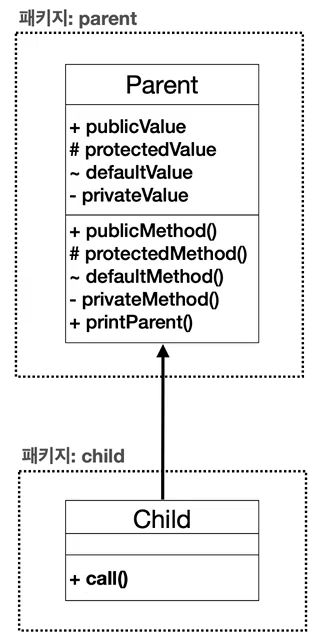 패키지: parent
Parent
+ publicValue
# protectedValue
~ defaultValue
- privateValue
+ publicMethod()
# protectedMethod()
~ defaultMethod()
- privateMethod()
+ printParent()
패키지: child
Child
+ call()